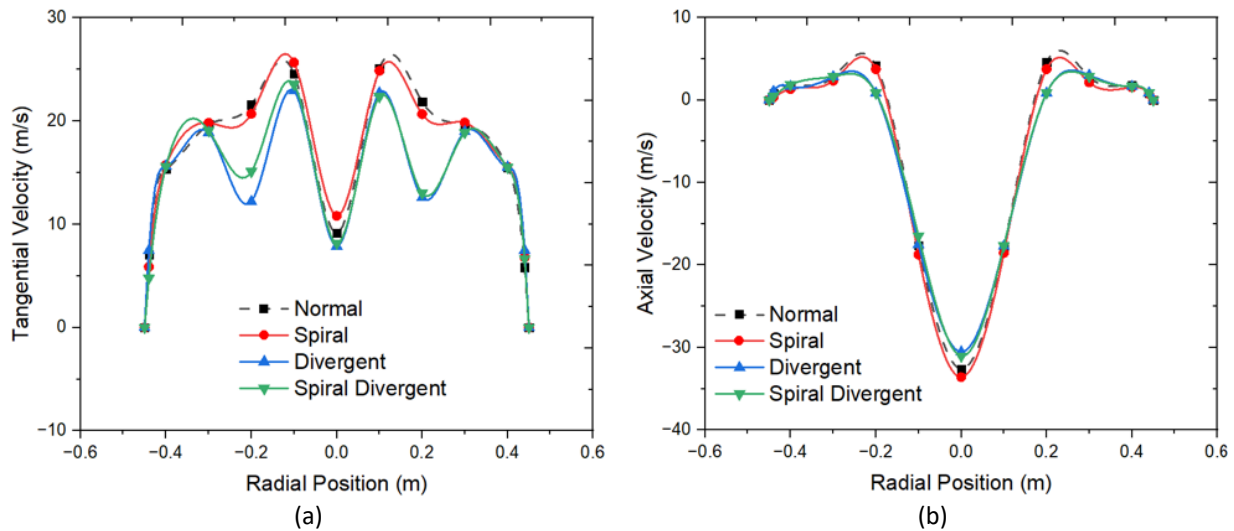 30
20
10
0
−10
Tangential Velocity (m/s)
Normal
Spiral
Divergent
Spiral Divergent
−0.6 −0.4 −0.2 0.0 0.2 0.4 0.6
Radial Position (m)
(a)
10
0
−10
−20
−30
−40
Axial Velocity (m/s)
Normal
Spiral
Divergent
Spiral Divergent
−0.6 −0.4 −0.2 0.0 0.2 0.4 0.6
Radial Position (m)
(b)